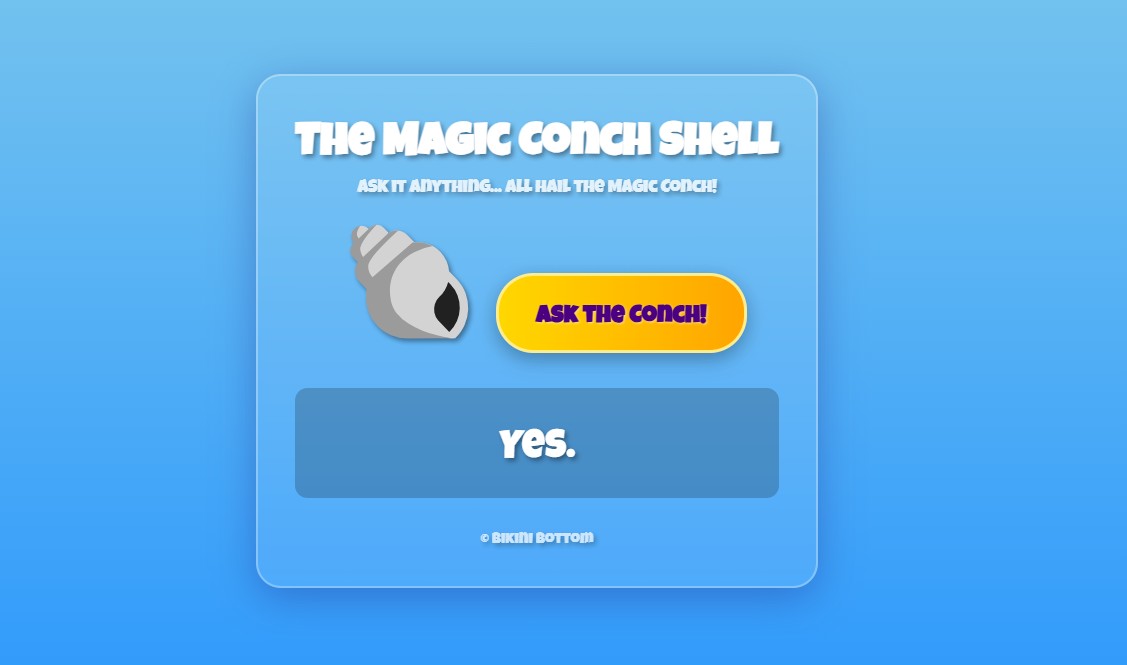 The Magic Conch Shell
Ask it anything... All hail the Magic Conch!
Ask the Conch!
Yes.
© Bikini Bottom